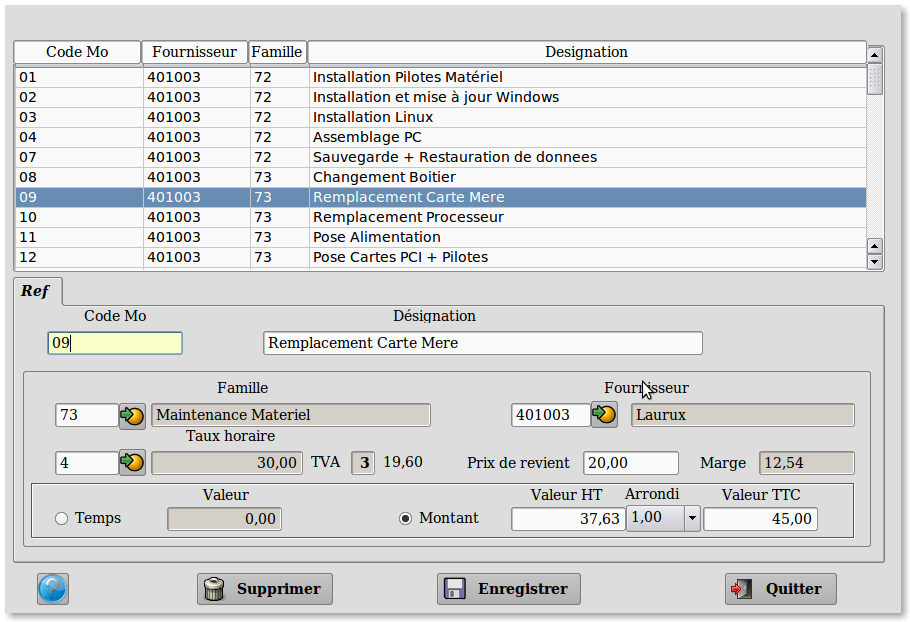 Code Mo Fournisseur Famille Designation
01 401003 72 Installation Pilotes Matériel
02 401003 72 Installation et mise à jour Windows
03 401003 72 Installation Linux
04 401003 72 Assemblage PC
07 401003 72 Sauvegarde + Restauration de donnees
08 401003 73 Changement Boitier
09 401003 73 Remplacement Carte Mere
10 401003 73 Remplacement Processeur
11 401003 73 Pose Alimentation
12 401003 73 Pose Cartes PCI + Pilotes
Ref
Code Mo Désignation
09 Remplacement Carte Mere
Famille Fournisseur
73 Maintenance Materiel 401003 Laurux
Taux horaire
4 30,00 TVA 3 19,60 Prix de revient 20,00 Marge 12,54
Valeur Valeur HT Arrondi Valeur TTC
Temps 0,00 Montant 37,63 1,00 45,00
? Supprimer Enregistrer Quitter